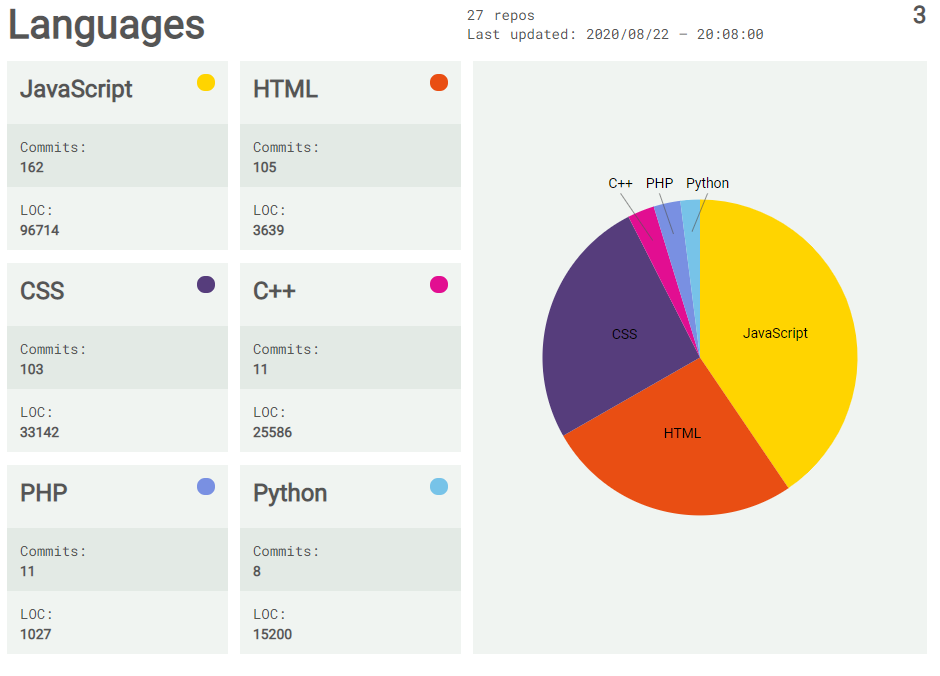 Languages
27 repos
Last updated: 2020/08/22 – 20:08:00
3
JavaScript
Commits:
162
LOC:
96714
HTML
Commits:
105
LOC:
3639
CSS
Commits:
103
LOC:
33142
C++
Commits:
11
LOC:
25586
PHP
Commits:
11
LOC:
1027
Python
Commits:
8
LOC:
15200
C++ PHP Python
JavaScript
CSS
HTML